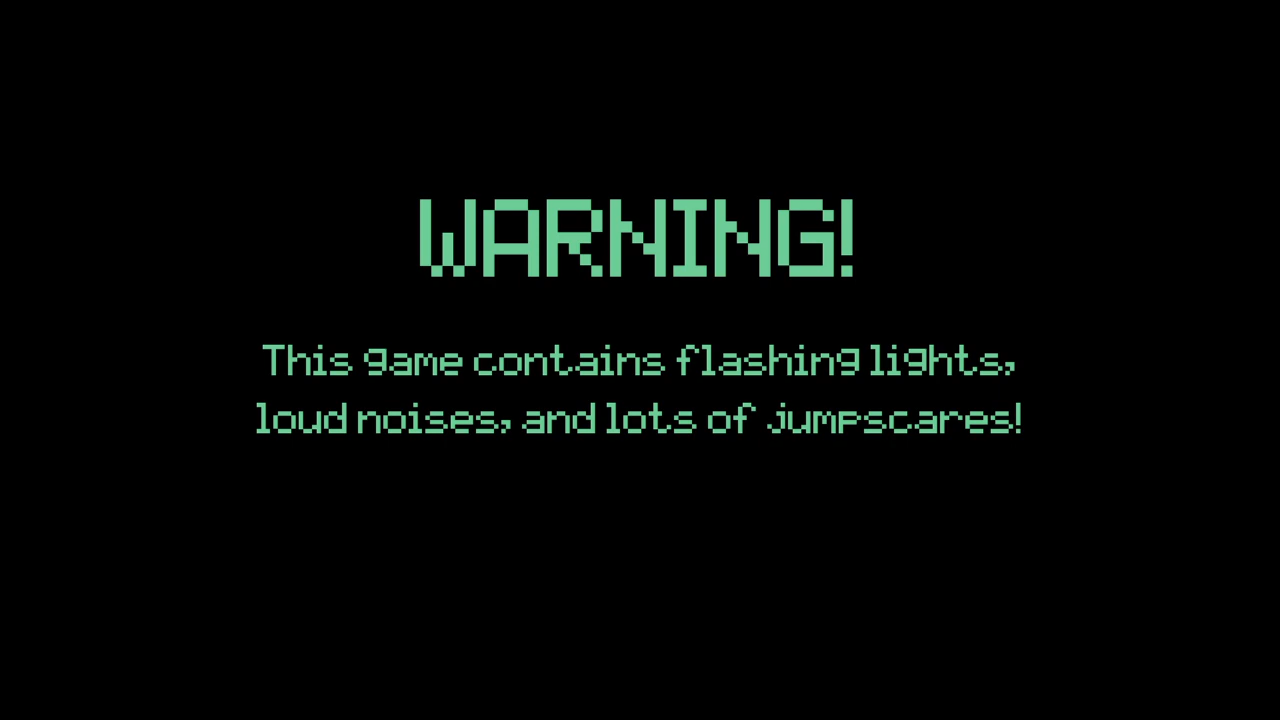 WARNING!
This game contains flashing lights,
loud noises, and lots of jumpscares!